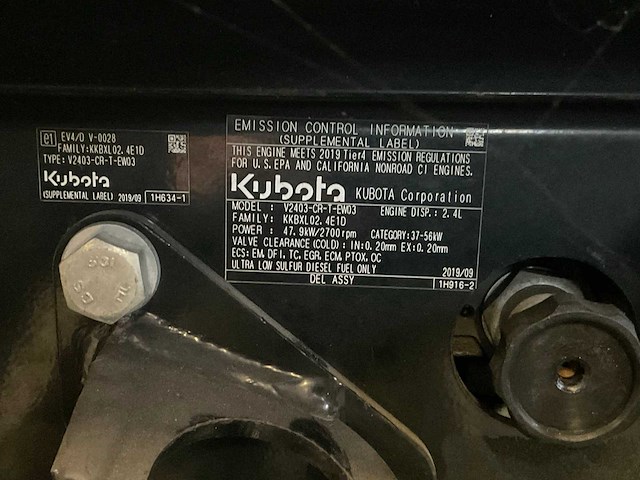 e1 EV4/D V-0028
FAMILY:KKBXL02.4E1D
TYPE: V2403-CR-T-EW03
Kubota
(SUPPLEMENTAL LABEL) 2019/09 1H634-1
EMISSION CONTROL INFORMATION
(SUPPLEMENTAL LABEL)
THIS ENGINE MEETS 2019 Tier4 EMISSION REGULATIONS
FOR U.S.EPA AND CALIFORNIA NONROAD CI ENGINES.
Kubota KUBOTA Corporation
MODEL : V2403-CR-T-EW03 ENGINE DISP.: 2.4L
FAMILY: KKBXL02.4E1D
POWER : 47.9kW/2700rpm CATEGORY:37-56kW
VALVE CLEARANCE(COLD):IN:0.20mm EX:0.20mm
ECS: EM, DFI, TC, EGR, ECM, PTOX, OC
ULTRA LOW SULFUR DIESEL FUEL ONLY 2019/09
DEL ASSY 1H916-2